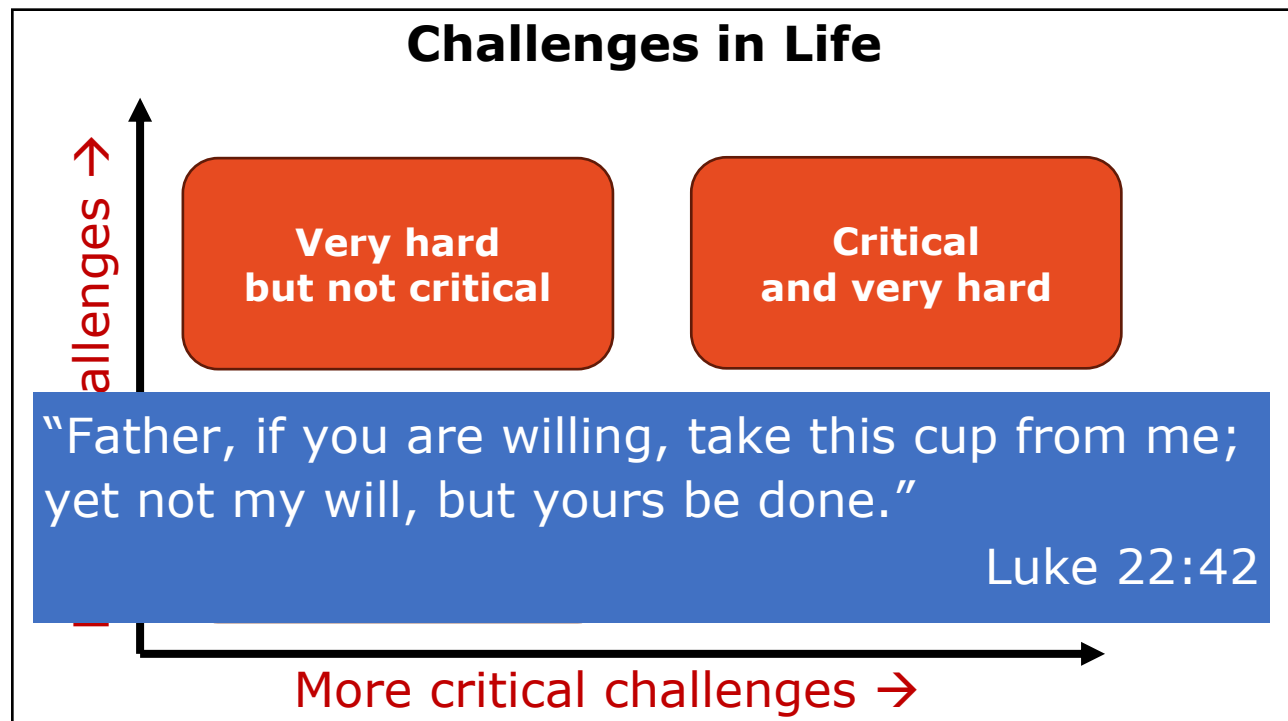 Challenges in Life
allenges →
Very hard
but not critical
Critical
and very hard
“Father, if you are willing, take this cup from me;
yet not my will, but yours be done.”
Luke 22:42
More critical challenges →